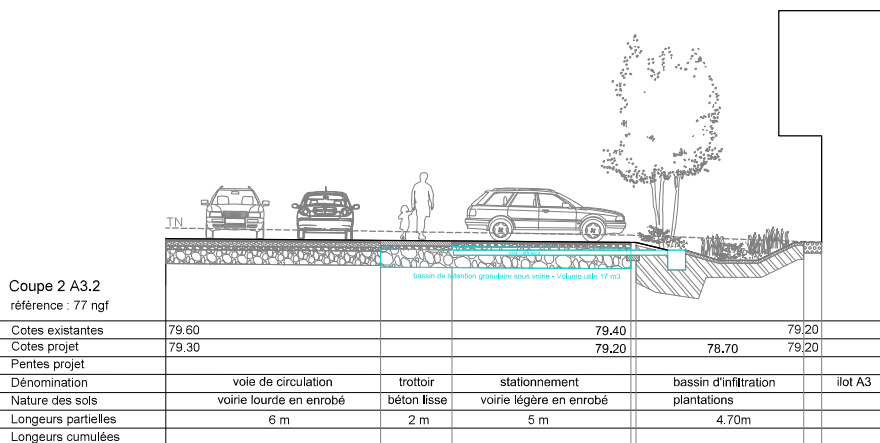 TN
bassin de rétention granulaire sous voirie - Volume utile 17 m3
Coupe 2 A3.2
référence : 77 ngf
Cotes existantes 79.60 79.40 79.20
Cotes projet 79.30 79.20 78.70 79.20
Pentes projet
Dénomination voie de circulation trottoir stationnement bassin d'infiltration ilot A3
Nature des sols voirie lourde en enrobé béton lisse voirie légère en enrobé plantations
Longeurs partielles 6 m 2 m 5 m 4.70m
Longeurs cumulées